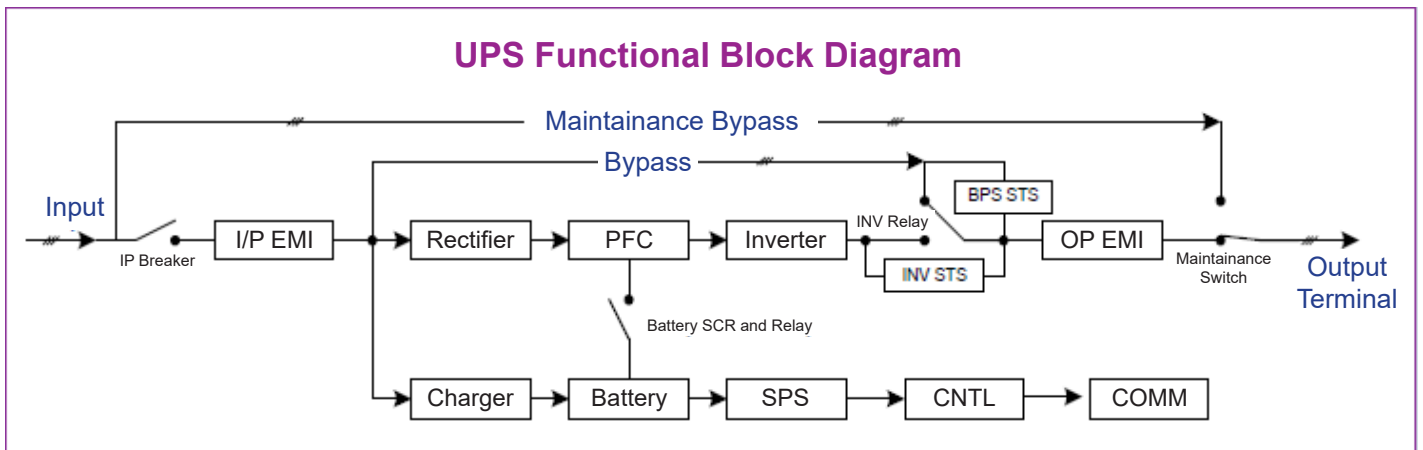 UPS Functional Block Diagram
Maintainance Bypass
Bypass
BPS STS
Input
INV Relay
I/P EMI
Rectifier
PFC
Inverter
OP EMI
IP Breaker
Maintainance
Switch
INV STS
Output
Terminal
Battery SCR and Relay
Charger
Battery
SPS
CNTL
COMM